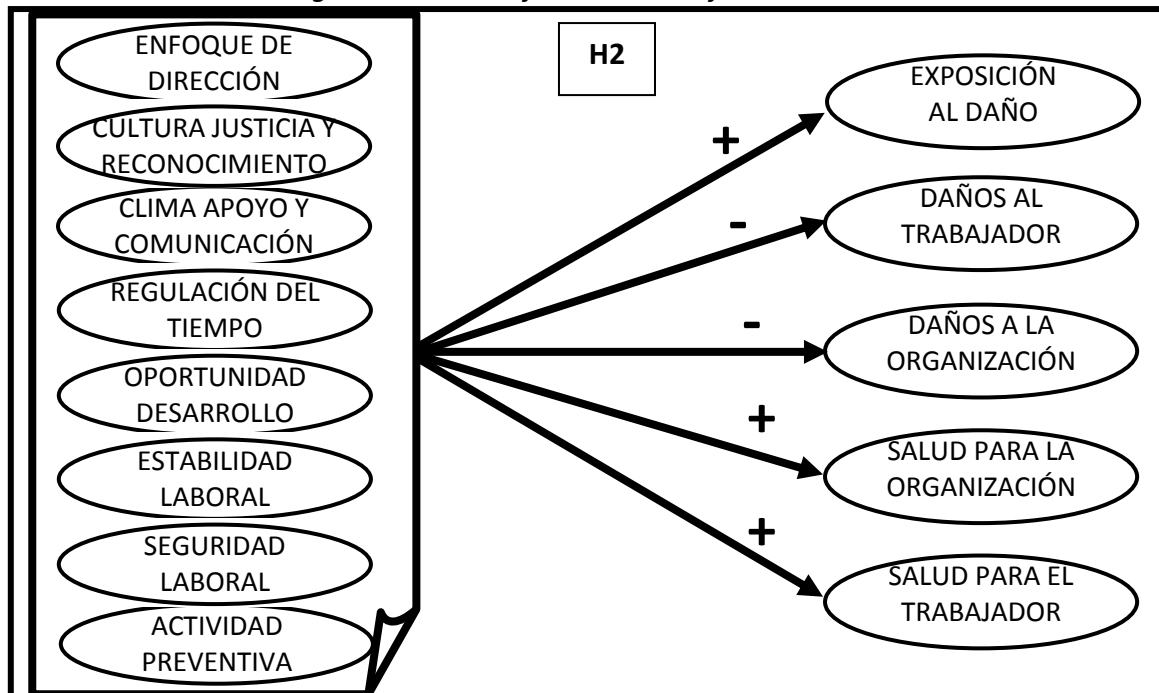 ENFOQUE DE
DIRECCIÓN
CULTURA JUSTICIA Y
RECONOCIMIENTO
CLIMA APOYO Y
COMUNICACIÓN
REGULACIÓN DEL
TIEMPO
OPORTUNIDAD
DESARROLLO
ESTABILIDAD
LABORAL
SEGURIDAD
LABORAL
ACTIVIDAD
PREVENTIVA
H2
+
-
-
+
+
EXPOSICIÓN
AL DAÑO
DAÑOS AL
TRABAJADOR
DAÑOS A LA
ORGANIZACIÓN
SALUD PARA LA
ORGANIZACIÓN
SALUD PARA EL
TRABAJADOR